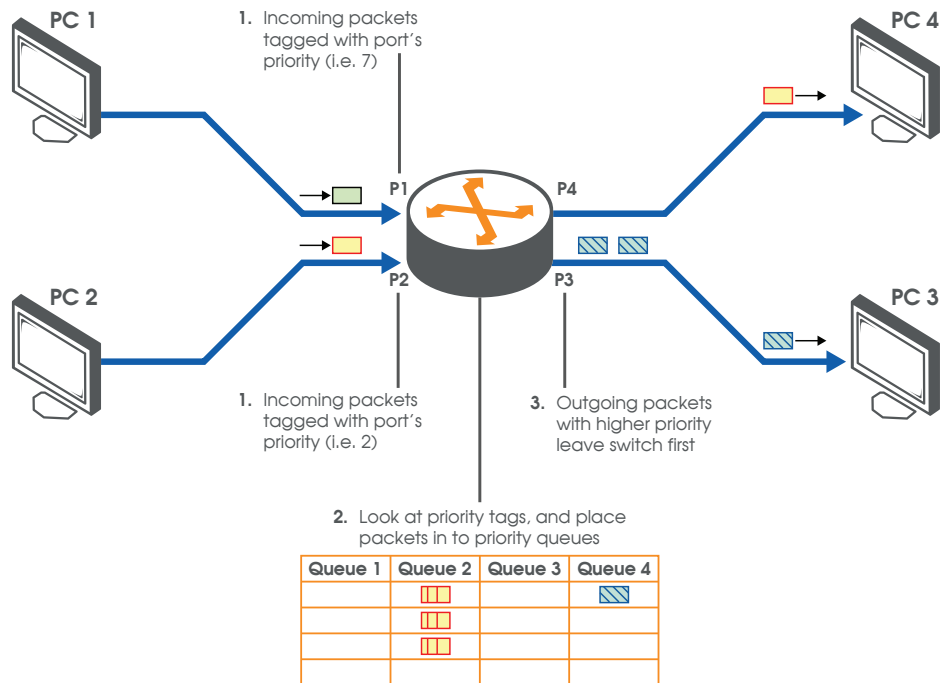 PC 1
1. Incoming packets
tagged with port's
priority (i.e. 7)
PC 4
P1
P4
P2
P3
PC 2
PC 3
1. Incoming packets
tagged with port's
priority (i.e. 2)
3. Outgoing packets
with higher priority
leave switch first
2. Look at priority tags, and place
packets in to priority queues
Queue 1 Queue 2 Queue 3 Queue 4